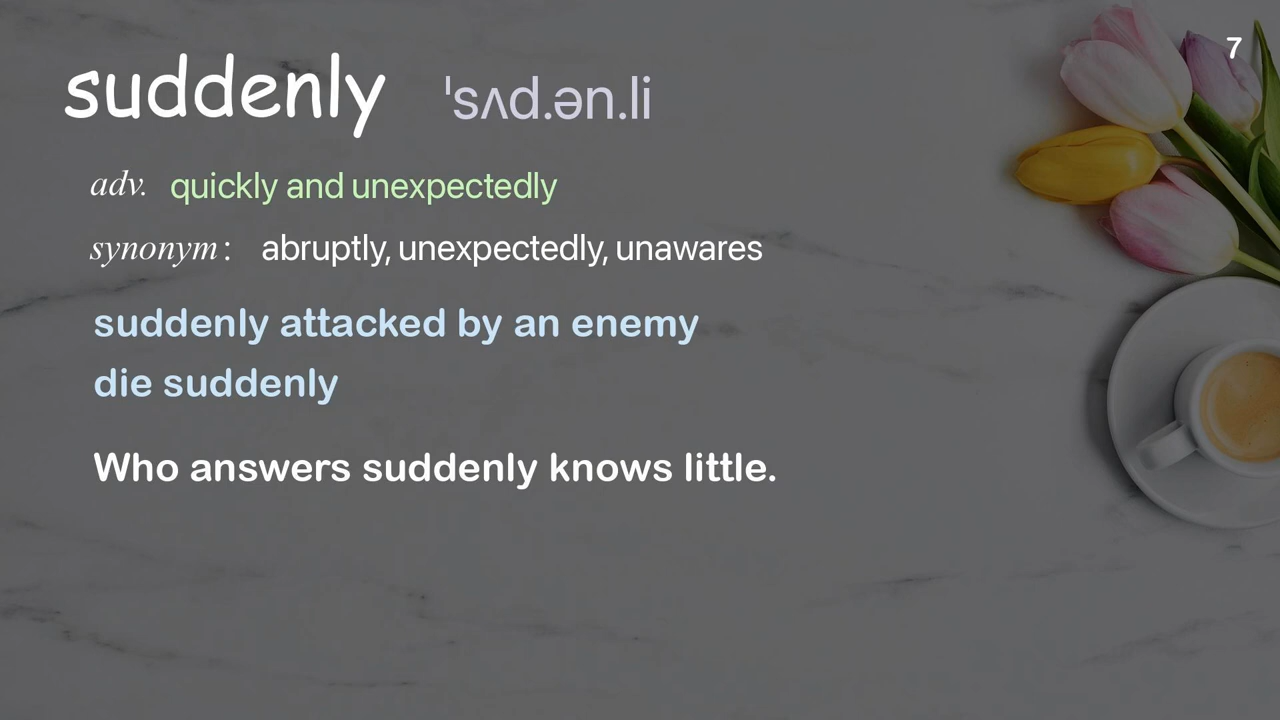 7
suddenly ˈsʌd.ən.li
adv. quickly and unexpectedly
synonym : abruptly, unexpectedly, unawares
suddenly attacked by an enemy
die suddenly
Who answers suddenly knows little.